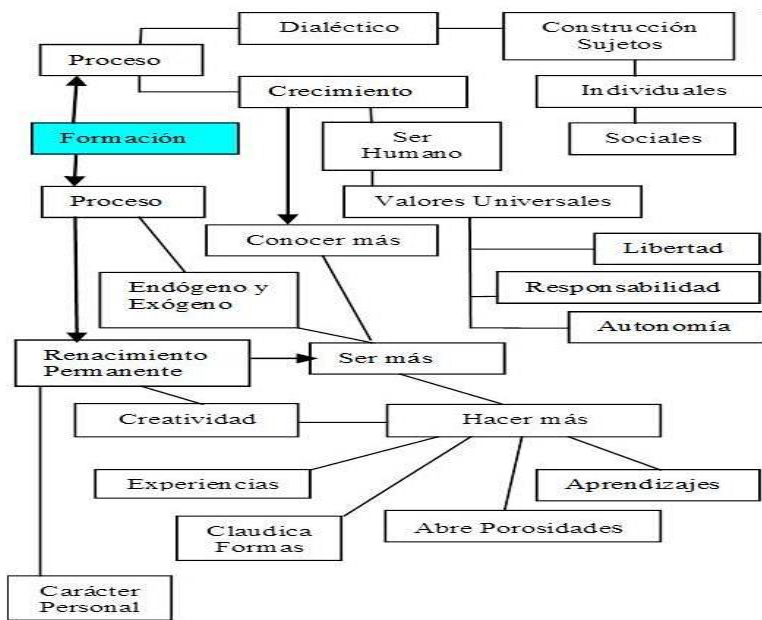 Dialéctico
Construcción
Sujetos
Proceso
Crecimiento
Individuales
Formación
Ser
Humano
Sociales
Proceso
Valores Universales
Conocer más
Libertad
Endógeno y
Exógeno
Responsabilidad
Autonomía
Renacimiento
Permanente
Ser más
Creatividad
Hacer más
Experiencias
Aprendizajes
Claudica
Formas
Abre Porosidades
Carácter
Personal